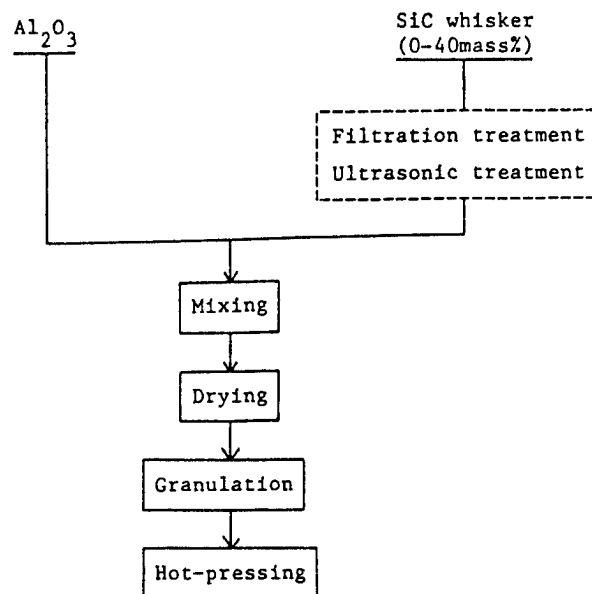 Al₂O₃
SiC whisker
(0-40mass%)
Filtration treatment
Ultrasonic treatment
Mixing
Drying
Granulation
Hot-pressing